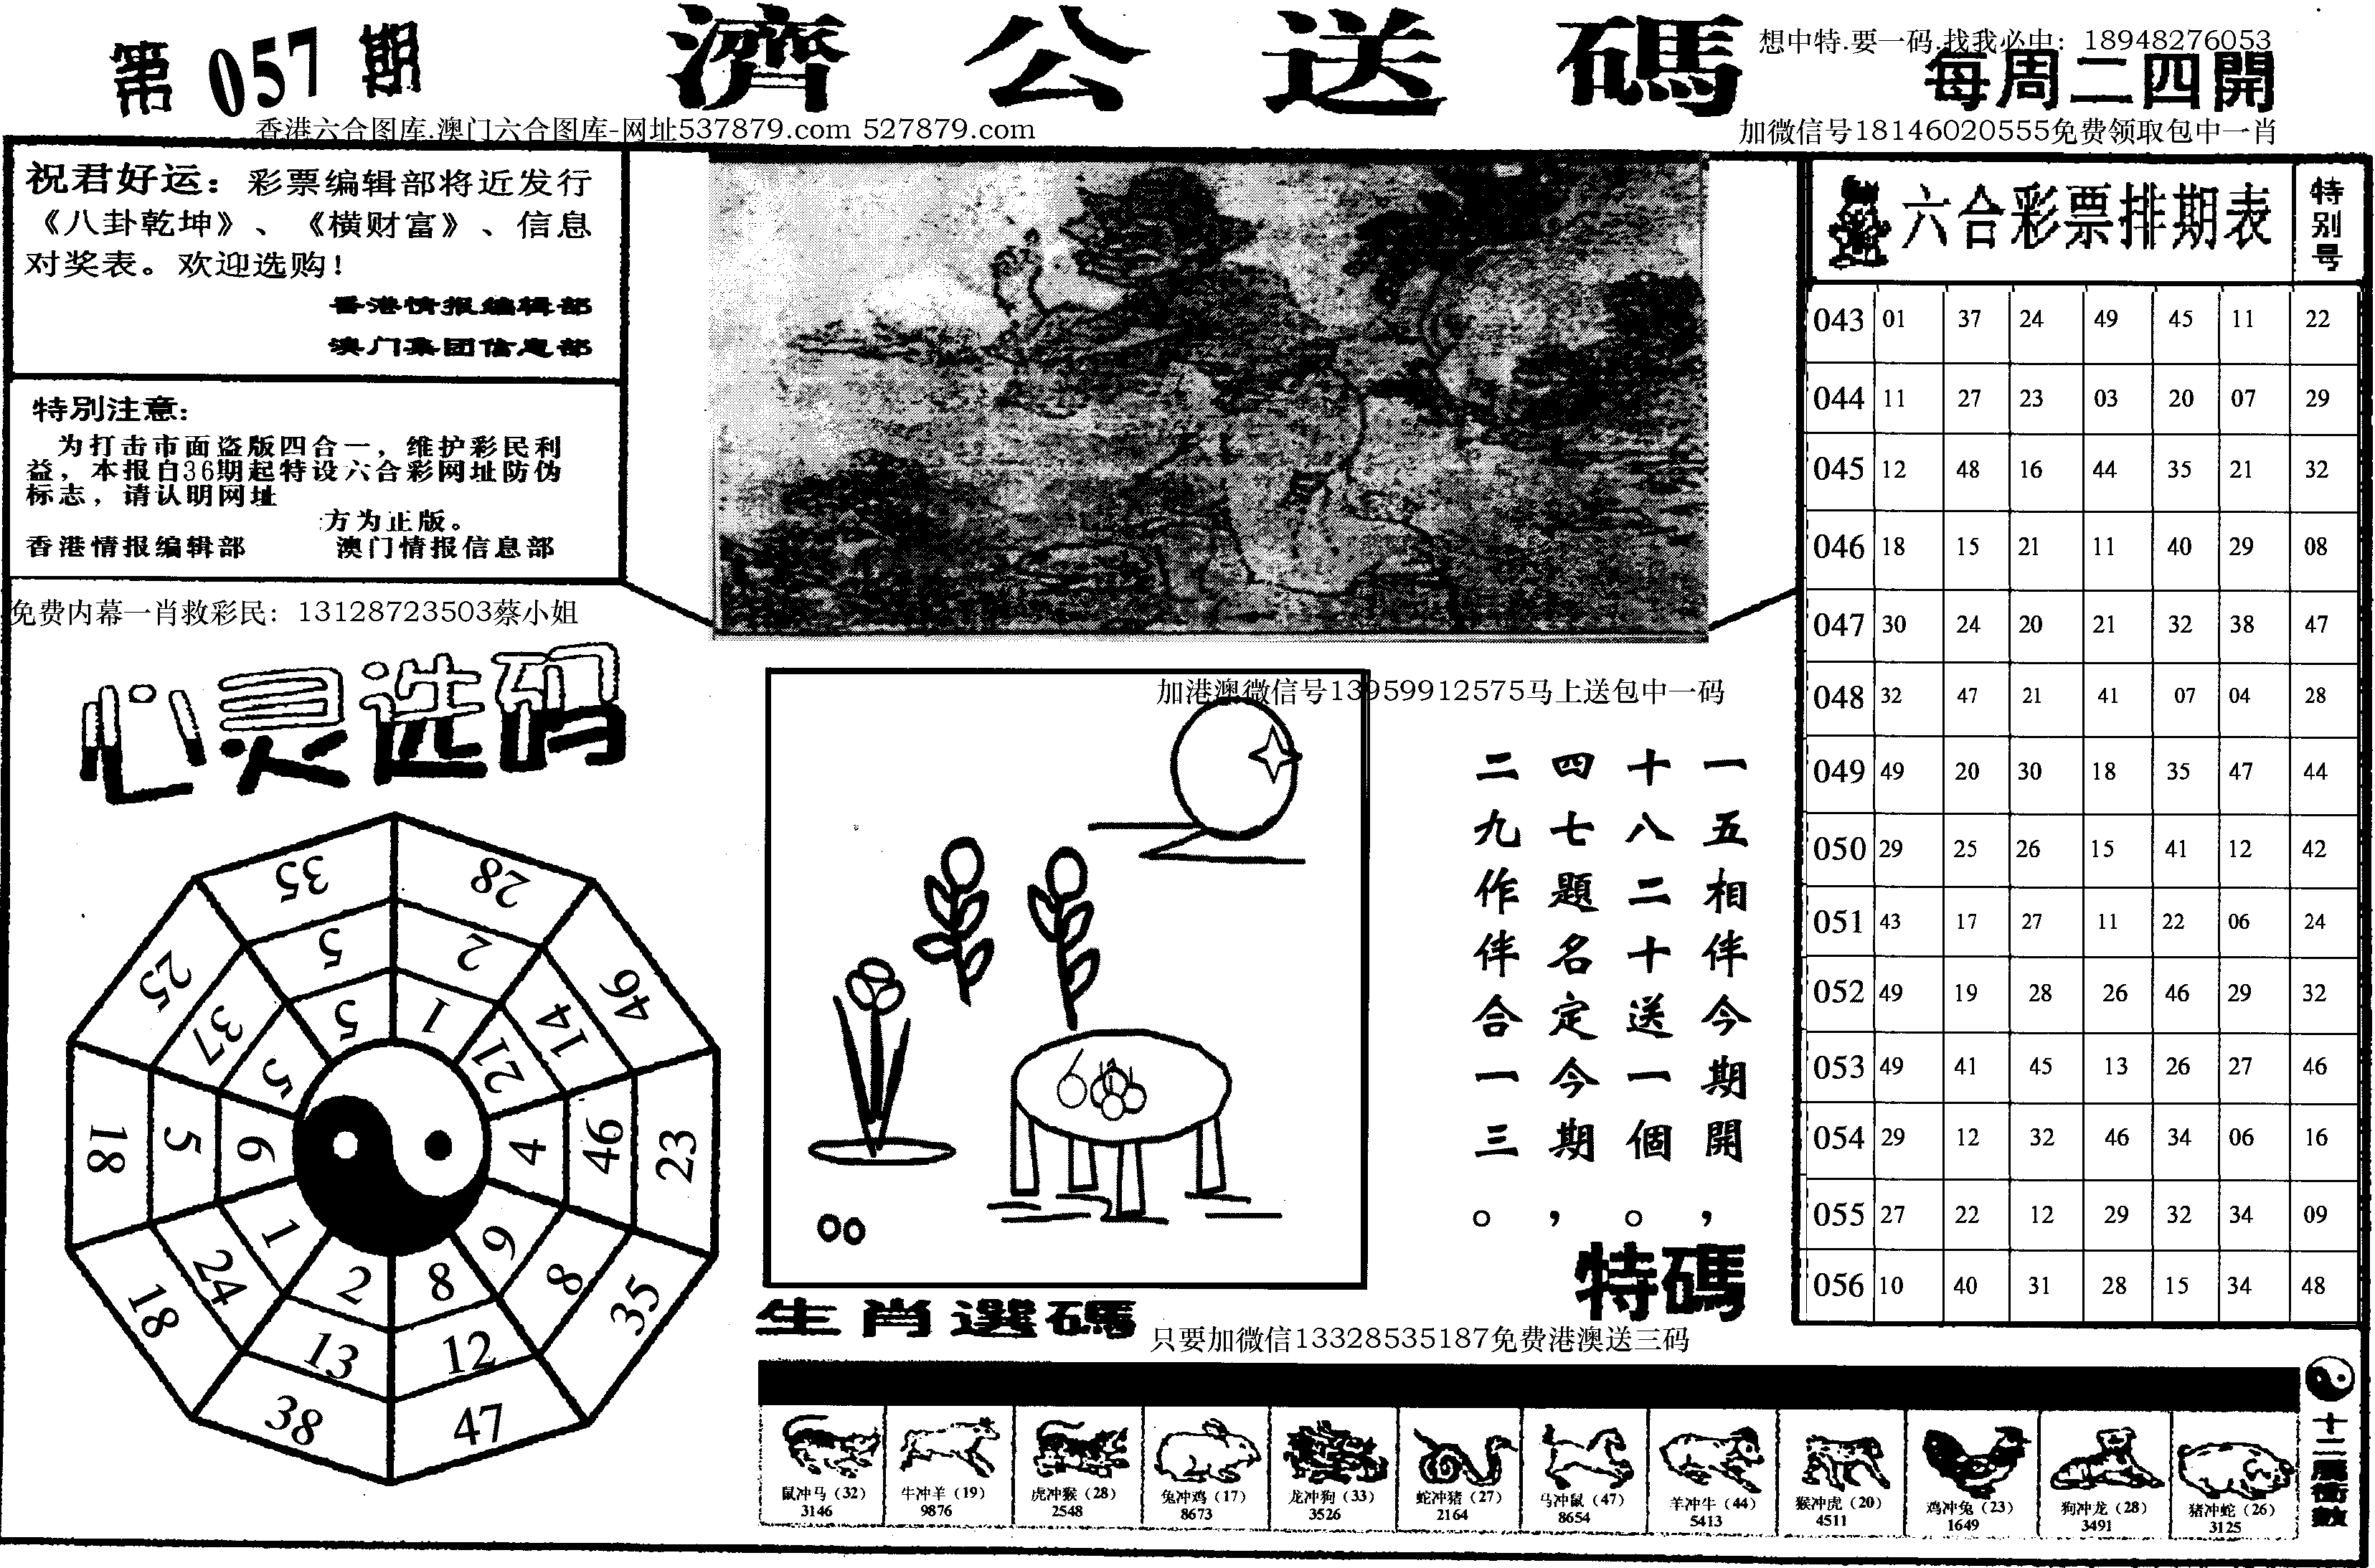 第057期
濟公送碼
想中特.要一码.找我必中：18948276053
每周二四開
香港六合图库.澳门六合图库-网址537879.com 527879.com
加微信号18146020555免费领取包中一肖
祝君好运：彩票编辑部将近发行
《八卦乾坤》、《横财富》、信息
对奖表。欢迎选购！
香港情报编辑部
澳门集团信息部
特别注意：
为打击市面盗版四合一，维护彩民利
益，本报自36期起特设六合彩网址防伪
标志，请认明网址
方为正版。
香港情报编辑部 澳门情报信息部
免费内幕一肖救彩民：13128723503蔡小姐
心灵选码
35 28
5 2
5 1
25 46
37 14
5 21
18 5 6 4 46 23
1 9
24 8
18 35
2 8
13 12
38 47
加港澳微信号13959912575马上送包中一码
一五相伴今期開，
十八二十送一個。
四七題名定今期，
二九作伴合一三。
特碼
生肖選碼
只要加微信13328535187免费港澳送三码
六合彩票排期表 特别号
043 01 37 24 49 45 11 22
044 11 27 23 03 20 07 29
045 12 48 16 44 35 21 32
046 18 15 21 11 40 29 08
047 30 24 20 21 32 38 47
048 32 47 21 41 07 04 28
049 49 20 30 18 35 47 44
050 29 25 26 15 41 12 42
051 43 17 27 11 22 06 24
052 49 19 28 26 46 29 32
053 49 41 45 13 26 27 46
054 29 12 32 46 34 06 16
055 27 22 12 29 32 34 09
056 10 40 31 28 15 34 48
鼠冲马（32） 牛冲羊（19） 虎冲猴（28） 兔冲鸡（17） 龙冲狗（33） 蛇冲猪（27） 马冲鼠（47） 羊冲牛（44） 猴冲虎（20） 鸡冲兔（23） 狗冲龙（28） 猪冲蛇（26）
3146 9876 2548 8673 3526 2164 8654 5413 4511 1649 3491 3125